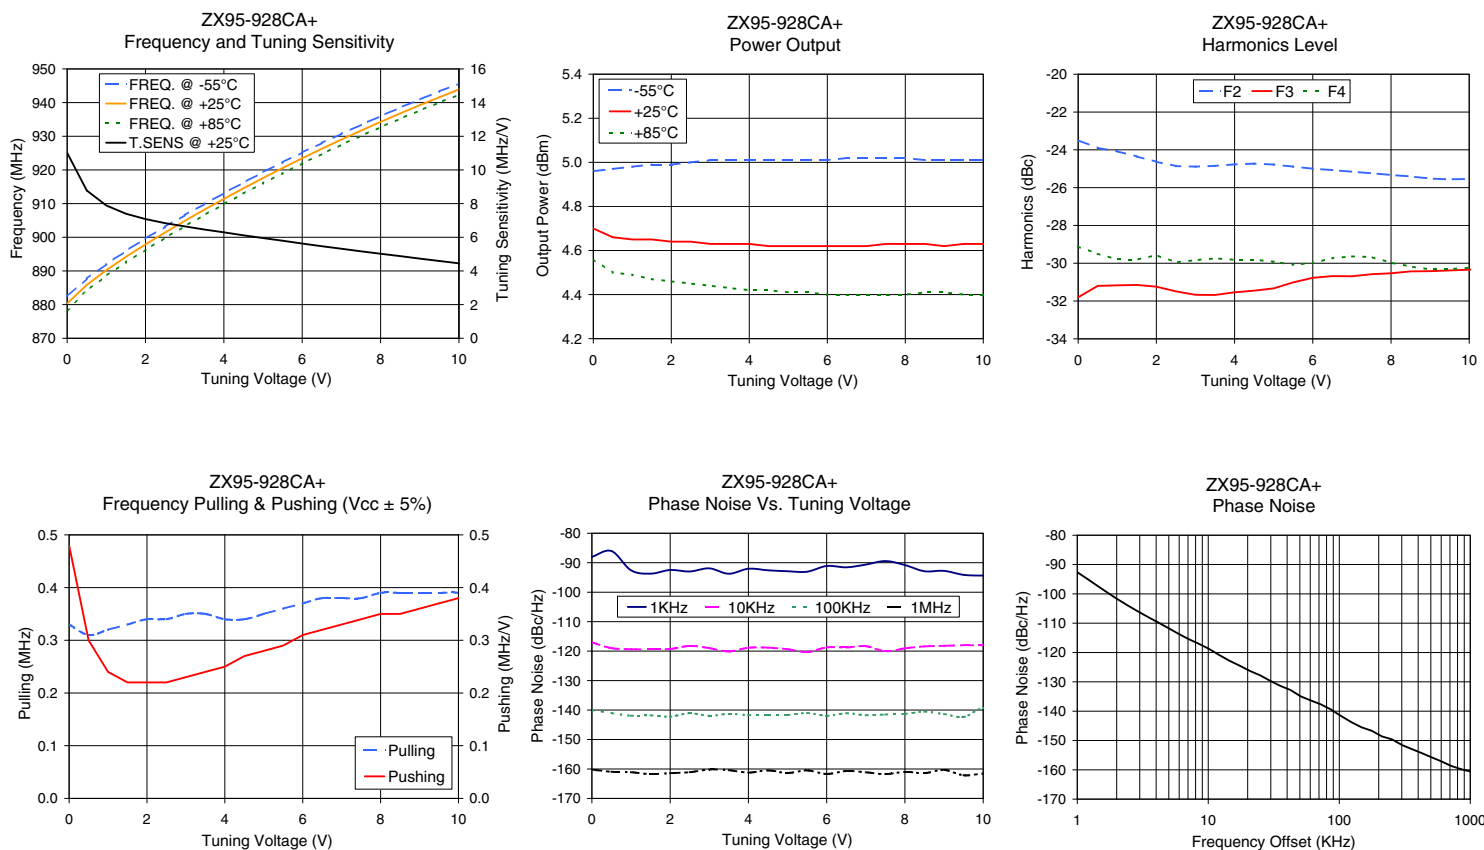 ZX95-928CA+
Frequency and Tuning Sensitivity
950
940
930
920
910
900
890
880
870
Frequency (MHz)
FREQ. @ -55°C
FREQ. @ +25°C
FREQ. @ +85°C
T.SENS @ +25°C
16
14
12
10
8
6
4
2
0
Tuning Sensitivity (MHz/V)
0 2 4 6 8 10
Tuning Voltage (V)
ZX95-928CA+
Power Output
5.4
5.2
5.0
4.8
4.6
4.4
4.2
Output Power (dBm)
-55°C
+25°C
+85°C
0 2 4 6 8 10
Tuning Voltage (V)
ZX95-928CA+
Harmonics Level
-20
-22
-24
-26
-28
-30
-32
-34
Harmonics (dBc)
F2 F3 F4
0 2 4 6 8 10
Tuning Voltage (V)
ZX95-928CA+
Frequency Pulling & Pushing (Vcc ± 5%)
0.5
0.4
0.3
0.2
0.1
0.0
Pulling (MHz)
Pulling
Pushing
0.5
0.4
0.3
0.2
0.1
0.0
Pushing (MHz/V)
0 2 4 6 8 10
Tuning Voltage (V)
ZX95-928CA+
Phase Noise Vs. Tuning Voltage
-80
-90
-100
-110
-120
-130
-140
-150
-160
-170
Phase Noise (dBc/Hz)
1KHz 10KHz 100KHz 1MHz
0 2 4 6 8 10
Tuning Voltage (V)
ZX95-928CA+
Phase Noise
-80
-90
-100
-110
-120
-130
-140
-150
-160
-170
Phase Noise (dBc/Hz)
1 10 100 1000
Frequency Offset (KHz)